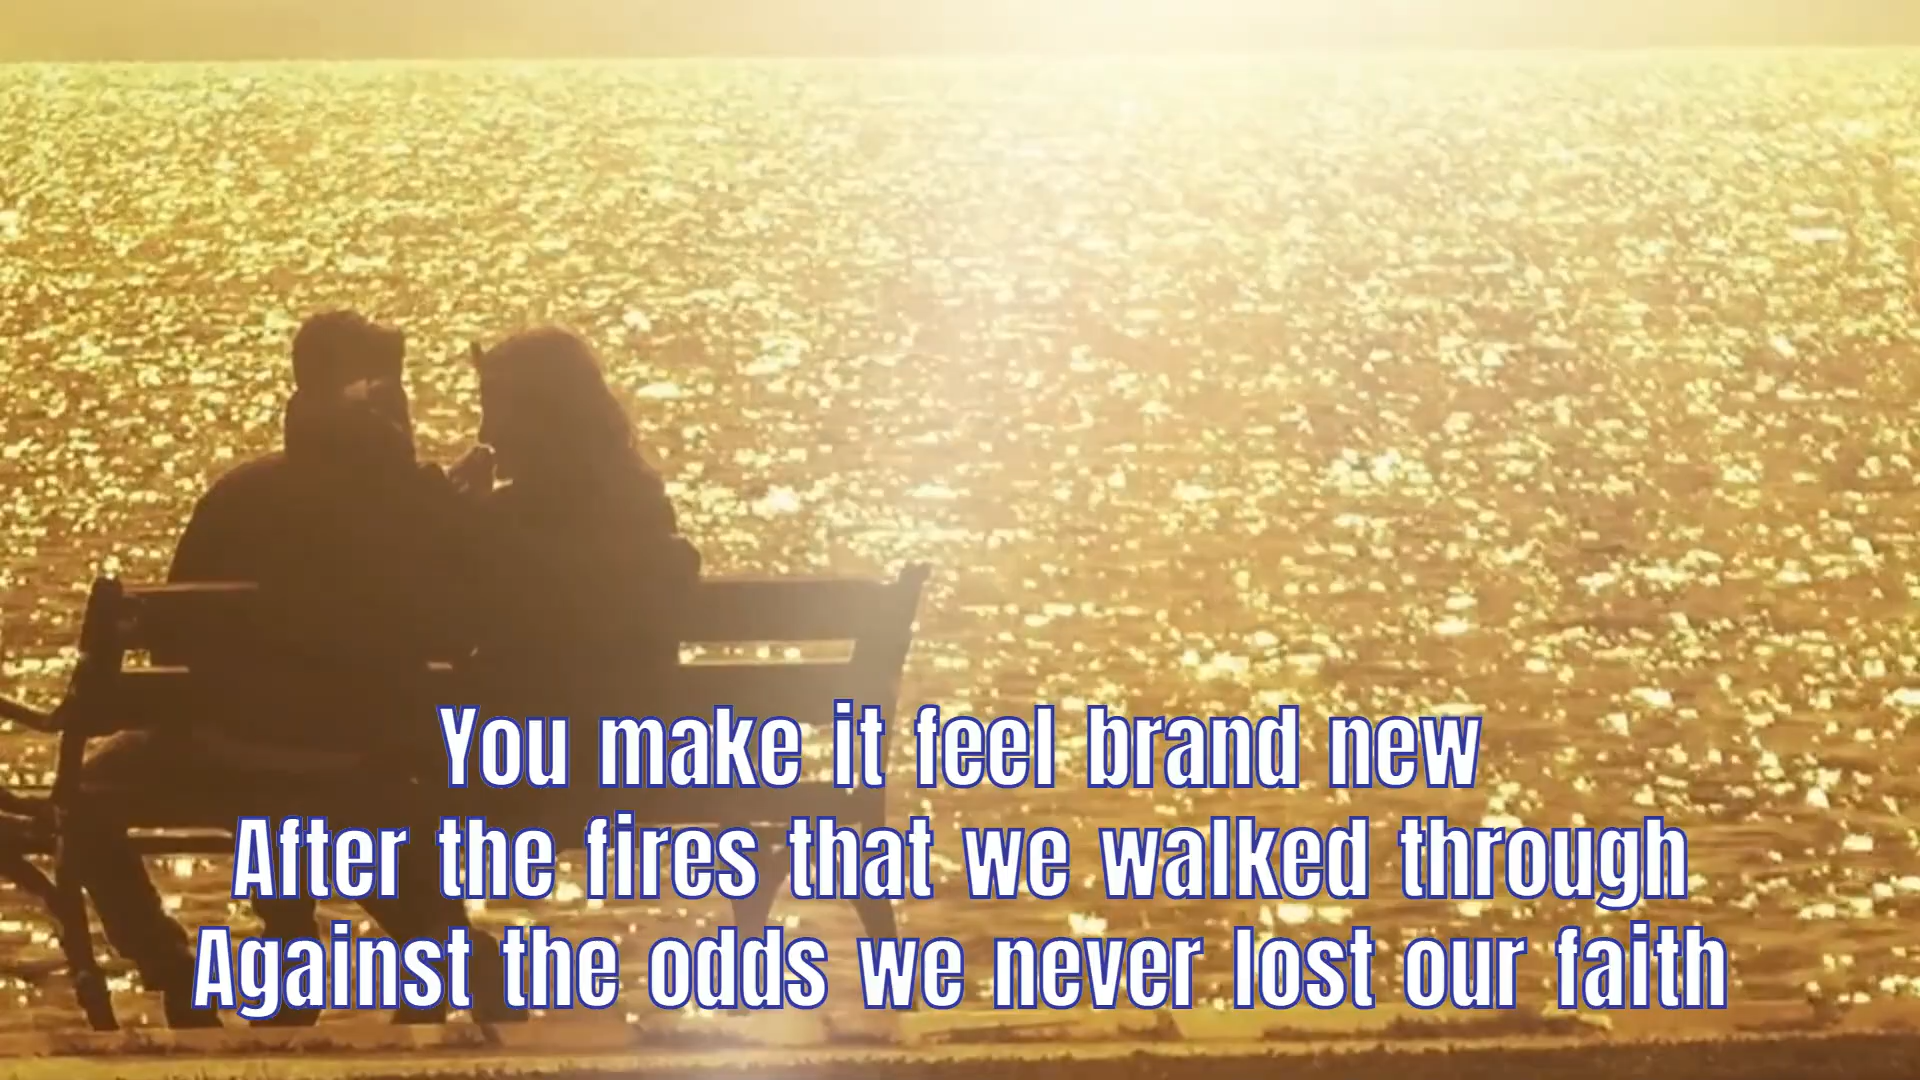 You make it feel brand new
After the fires that we walked through
Against the odds we never lost our faith